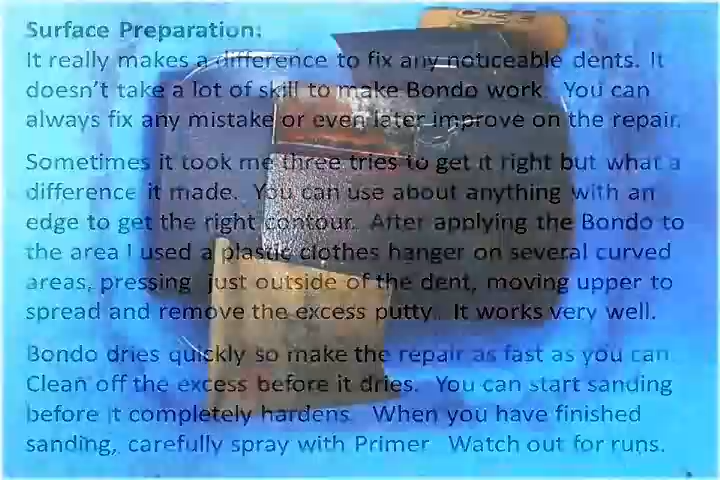 Surface Preparation:
It really makes a difference to fix any noticeable dents. It
doesn't take a lot of skill to make Bondo work. You can
always fix any mistake or even later improve on the repair.
Sometimes it took me three tries to get it right but what a
difference it made. You can use about anything with an
edge to get the right contour. After applying the Bondo to
the area I used a plastic clothes hanger on several curved
areas, pressing just outside of the dent, moving upper to
spread and remove the excess putty. It works very well.
Bondo dries quickly so make the repair as fast as you can.
Clean off the excess before it dries. You can start sanding
before it completely hardens. When you have finished
sanding, carefully spray with Primer. Watch out for runs.